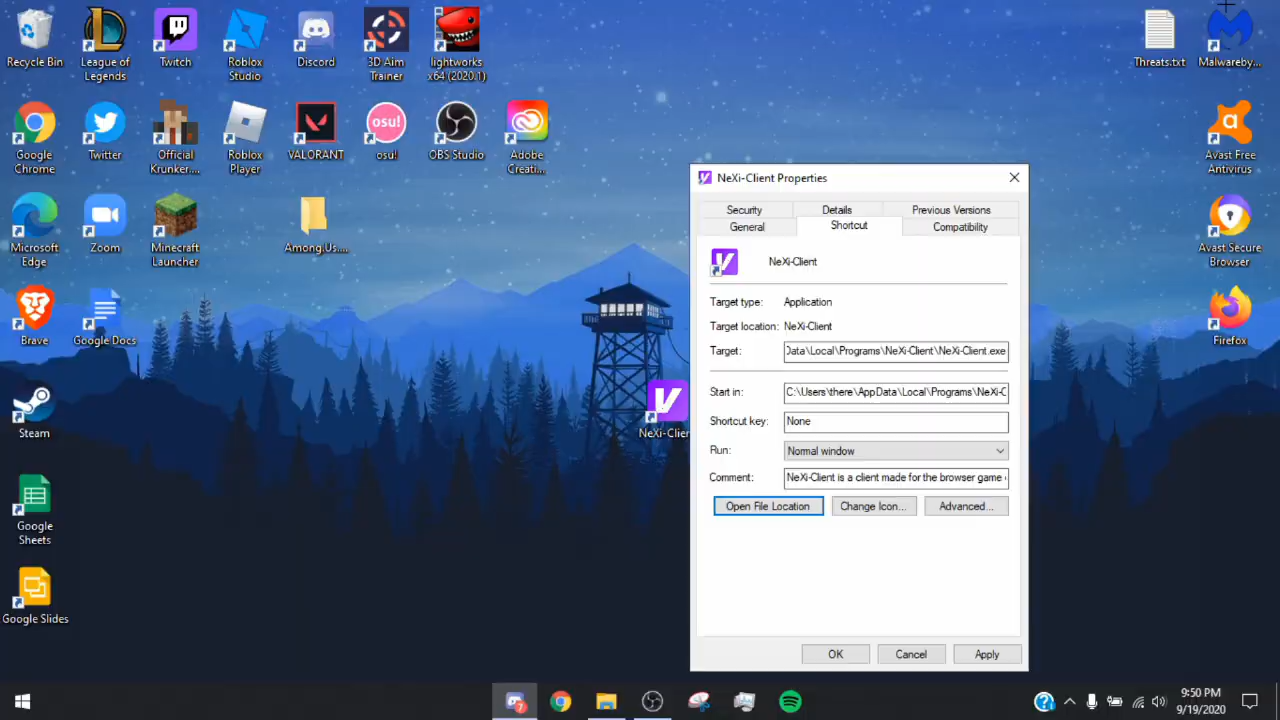 Recycle Bin
League of
Legends
Twitch
Roblox
Studio
Discord
3D Aim
Trainer
lightworks
x64 (2020.1)
Threats.txt
Malwareby...
Google
Chrome
Twitter
Official
Krunker....
Roblox
Player
VALORANT
osu!
osu!
OBS Studio
Adobe
Creati...
Avast Free
Antivirus
Microsoft
Edge
Zoom
Minecraft
Launcher
Among.Us....
Avast Secure
Browser
Brave
Google Docs
Firefox
Steam
NeXi-Clier
Google
Sheets
Google Slides
NeXi-Client Properties
Security
Details
Previous Versions
General
Shortcut
Compatibility
NeXi-Client
Target type: Application
Target location: NeXi-Client
Target: Data\Local\Programs\NeXi-Client\NeXi-Client.exe
Start in: C:\Users\there\AppData\Local\Programs\NeXi-C
Shortcut key: None
Run: Normal window
Comment: NeXi-Client is a client made for the browser game
Open File Location
Change Icon...
Advanced...
OK
Cancel
Apply
7
9:50 PM
9/19/2020